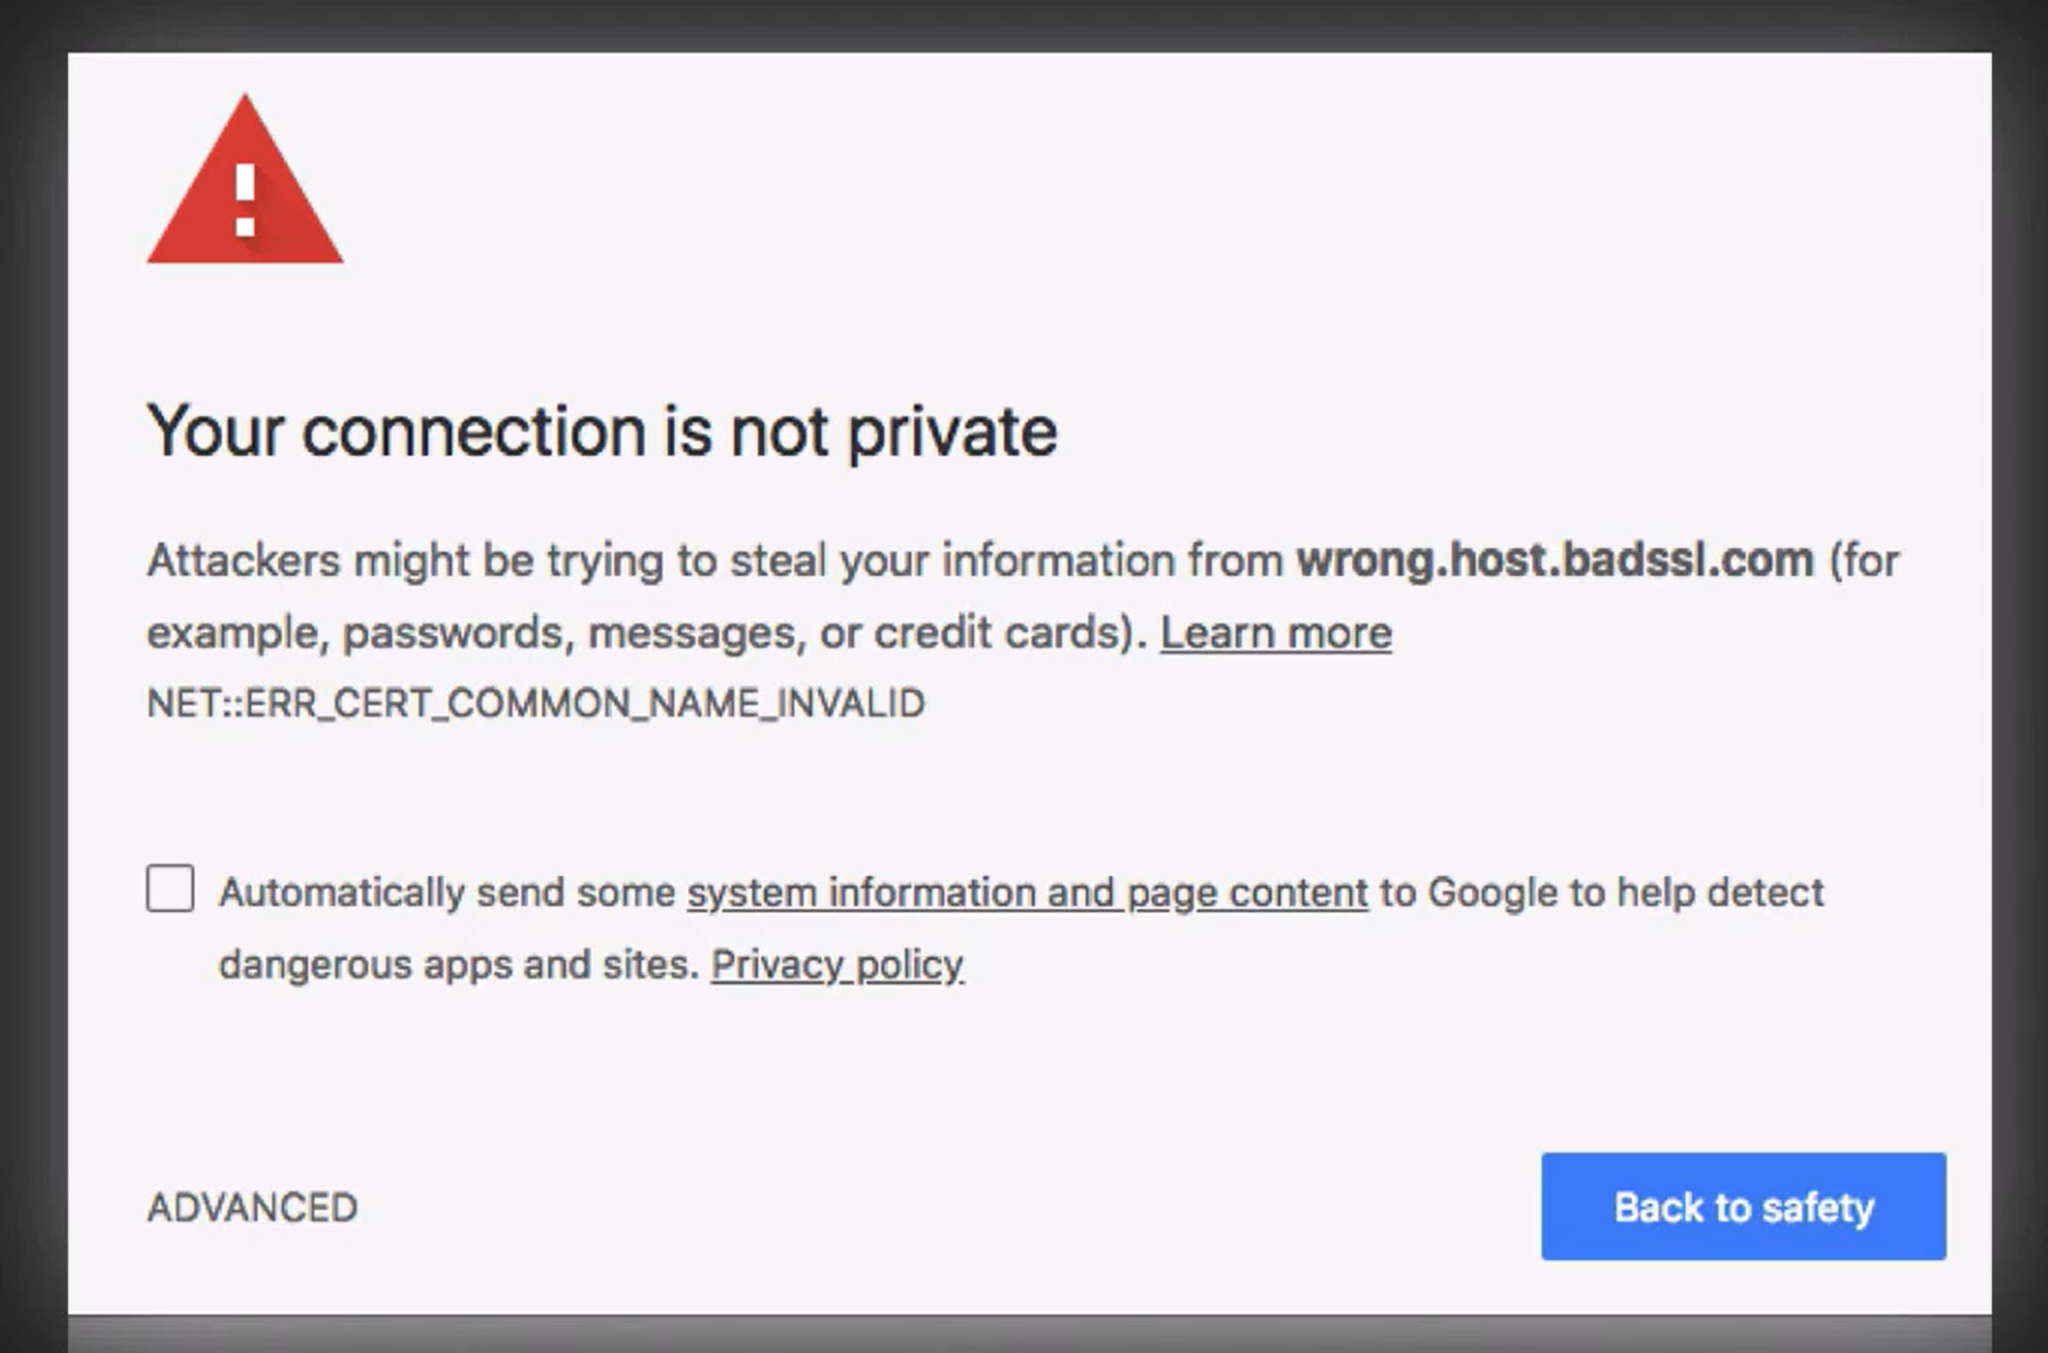 Your connection is not private
Attackers might be trying to steal your information from wrong.host.badssl.com (for
example, passwords, messages, or credit cards). Learn more
NET::ERR_CERT_COMMON_NAME_INVALID
Automatically send some system information and page content to Google to help detect
dangerous apps and sites. Privacy policy
ADVANCED
Back to safety